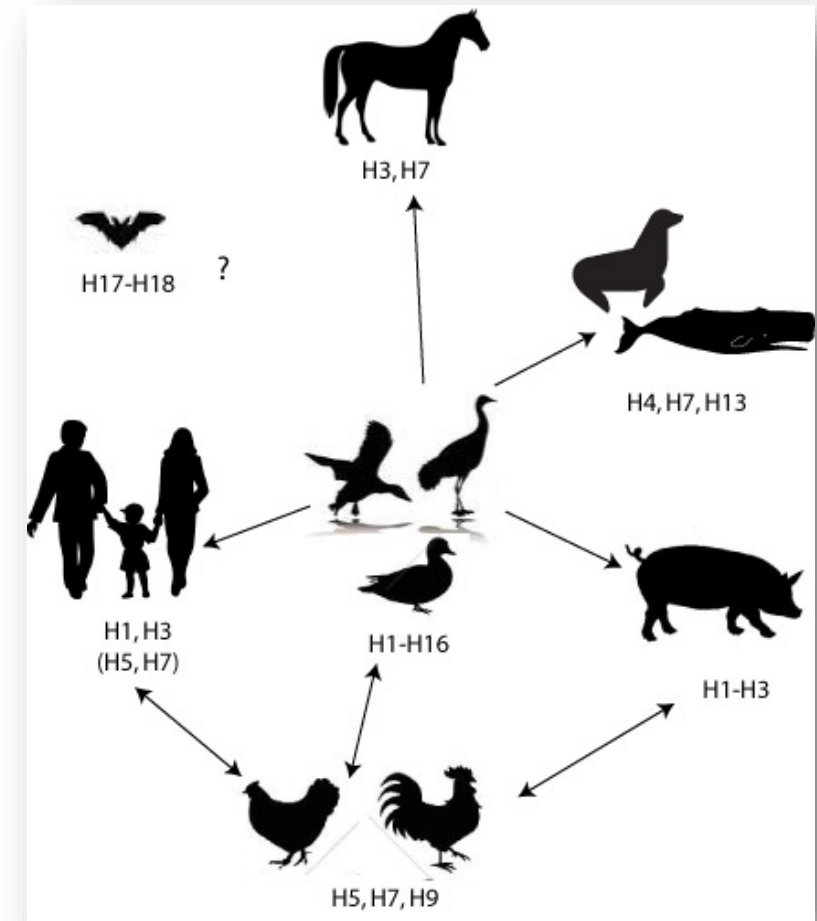 H3, H7
H17-H18
?
H4, H7, H13
H1, H3
(H5, H7)
H1-H16
H1-H3
H5, H7, H9